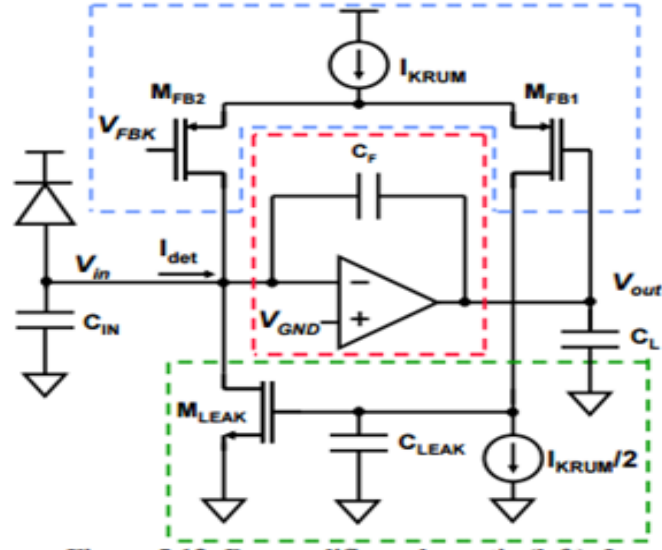 I_KRUM
M_FB2
M_FB1
V_FBK
C_F
I_det
V_in
V_out
C_IN
V_GND
C_L
M_LEAK
C_LEAK
I_KRUM/2